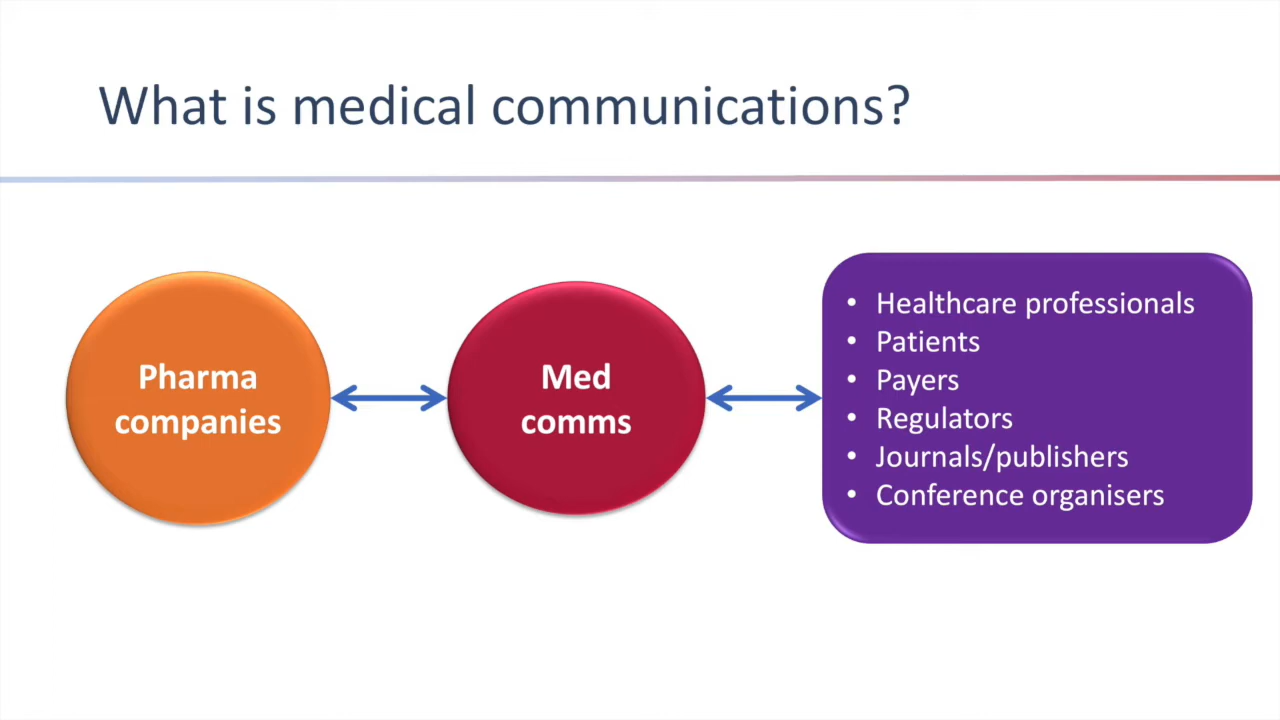 What is medical communications?
Pharma
companies
Med
comms
• Healthcare professionals
• Patients
• Payers
• Regulators
• Journals/publishers
• Conference organisers